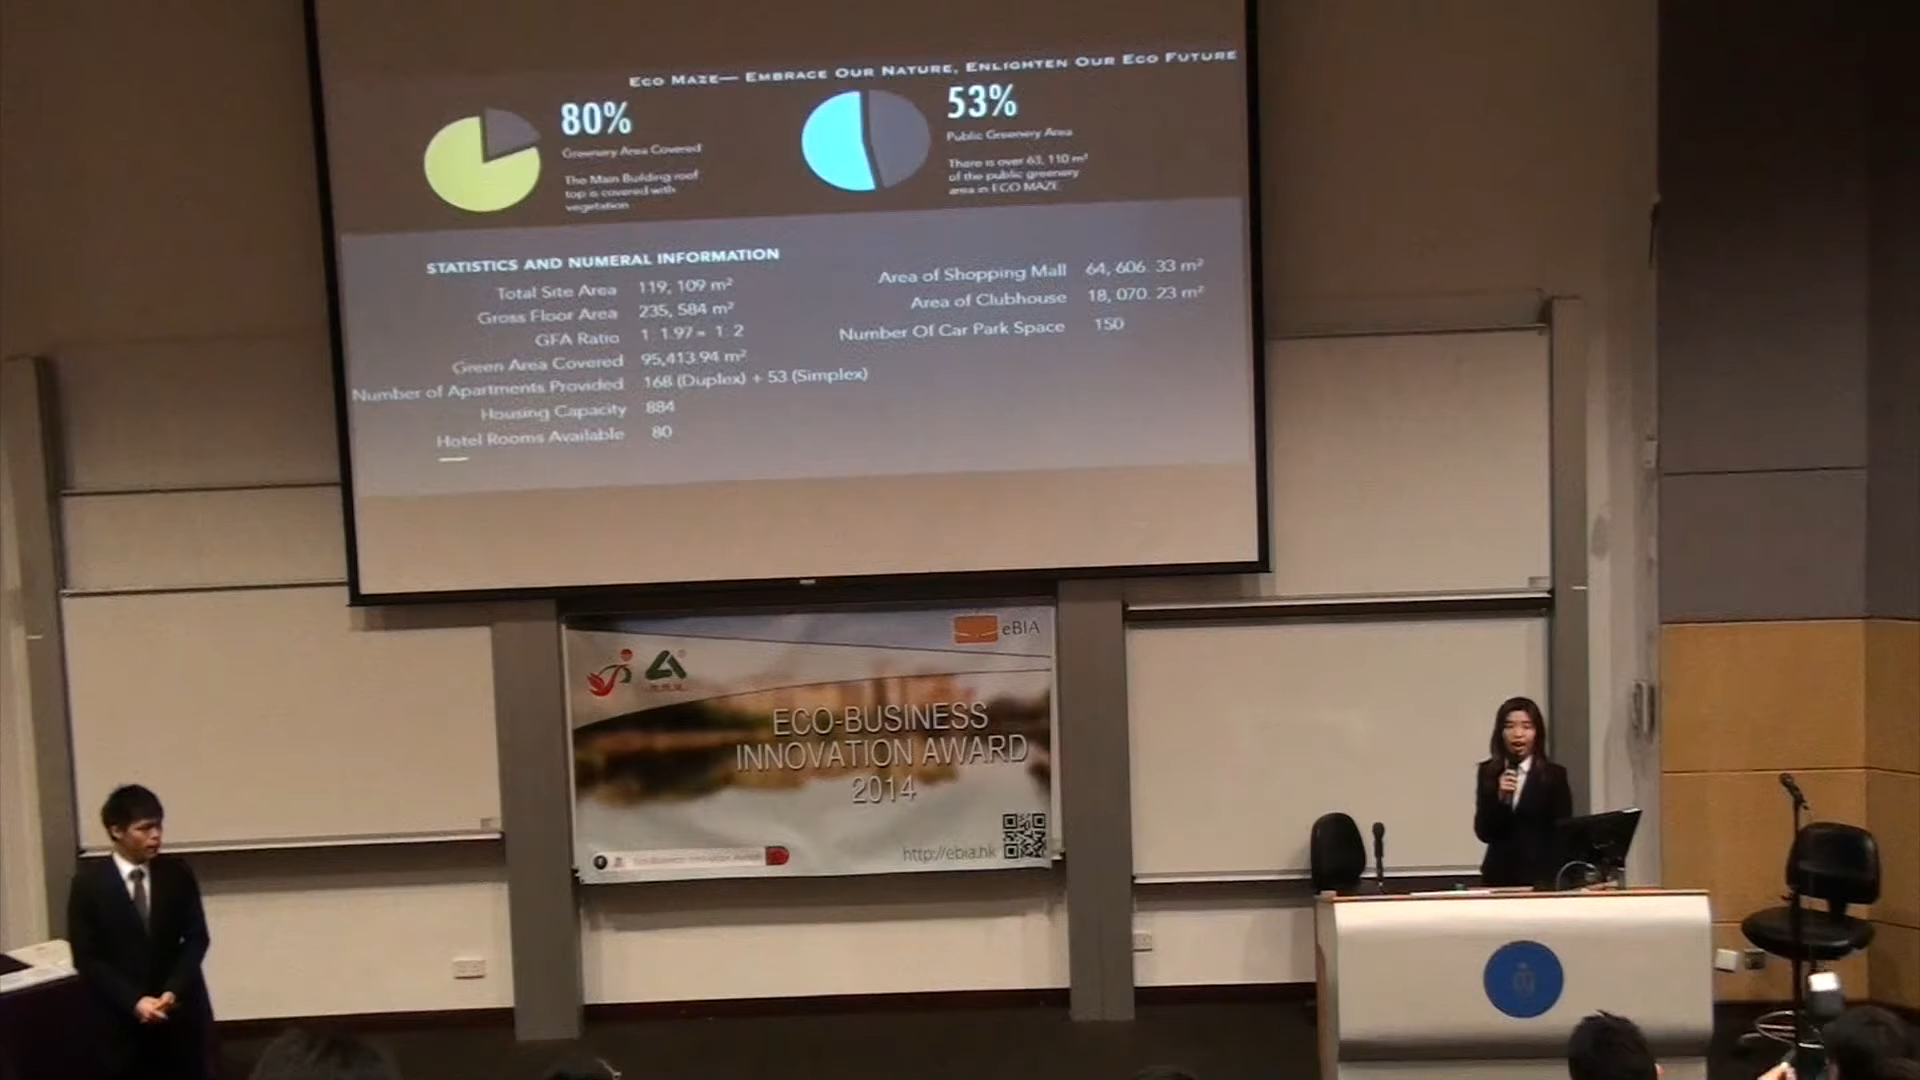 ECO MAZE— EMBRACE OUR NATURE, ENLIGHTEN OUR ECO FUTURE
80%
Greenery Area Covered
The Main Building roof
top is covered with
vegetation
53%
Public Greenery Area
There is over 63, 110 m²
of the public greenery
area in ECO MAZE
STATISTICS AND NUMERAL INFORMATION
Total Site Area 119, 109 m²
Gross Floor Area 235, 584 m²
GFA Ratio 1: 1.97 = 1: 2
Green Area Covered 95,413.94 m²
Number of Apartments Provided 168 (Duplex) + 53 (Simplex)
Housing Capacity 884
Hotel Rooms Available 80
Area of Shopping Mall 64, 606. 33 m²
Area of Clubhouse 18, 070. 23 m²
Number Of Car Park Space 150
eBIA
ECO-BUSINESS
INNOVATION AWARD
2014
http://ebia.hk